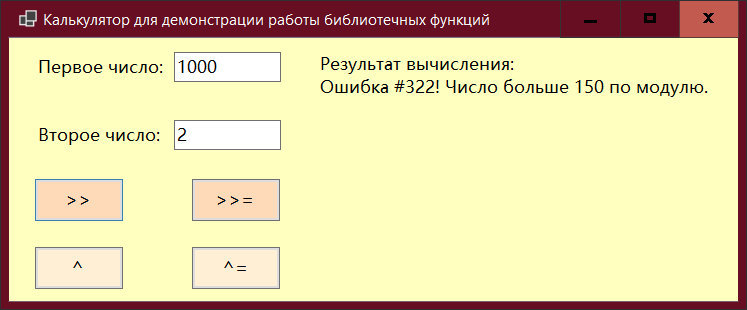 Калькулятор для демонстрации работы библиотечных функций
Первое число: 1000
Результат вычисления:
Ошибка #322! Число больше 150 по модулю.
Второе число: 2
>> >>=
^ ^=